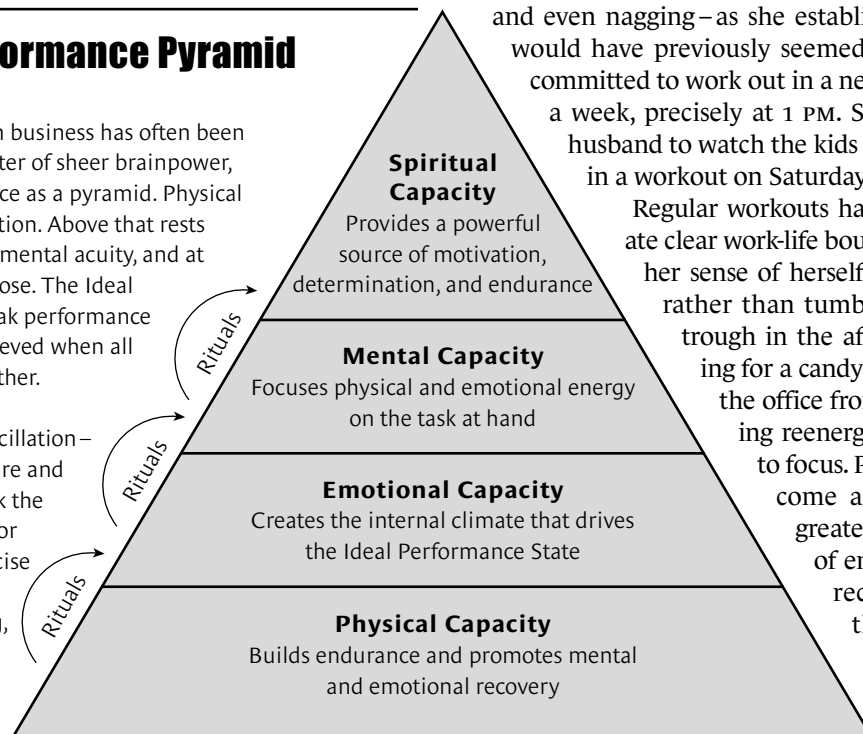 ormance Pyramid
n business has often been
ter of sheer brainpower,
ce as a pyramid. Physical
tion. Above that rests
mental acuity, and at
ose. The Ideal
ak performance
eved when all
ther.
cillation –
re and
k the
or
cise
g,
Spiritual
Capacity
Provides a powerful
source of motivation,
determination, and endurance
Rituals
Mental Capacity
Focuses physical and emotional energy
on the task at hand
Rituals
Emotional Capacity
Creates the internal climate that drives
the Ideal Performance State
Rituals
Physical Capacity
Builds endurance and promotes mental
and emotional recovery
and even nagging – as she establi
would have previously seemed
committed to work out in a ne
a week, precisely at 1 PM. S
husband to watch the kids
in a workout on Saturday
Regular workouts ha
ate clear work-life bou
her sense of herself
rather than tumb
trough in the af
ing for a candy
the office fro
ing reenerg
to focus. P
come a
greate
of e
rec
t